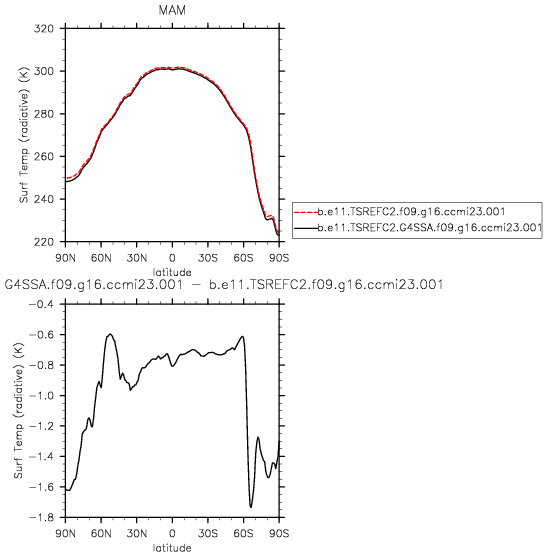 MAM
320
300
280
260
240
220
Surf Temp (radiative) (K)
90N 60N 30N 0 30S 60S 90S
latitude
b.e11.TSREFC2.f09.g16.ccmi23.001
b.e11.TSREFC2.G4SSA.f09.g16.ccmi23.001
G4SSA.f09.g16.ccmi23.001 − b.e11.TSREFC2.f09.g16.ccmi23.001
−0.4
−0.6
−0.8
−1.0
−1.2
−1.4
−1.6
−1.8
Surf Temp (radiative) (K)
90N 60N 30N 0 30S 60S 90S
latitude